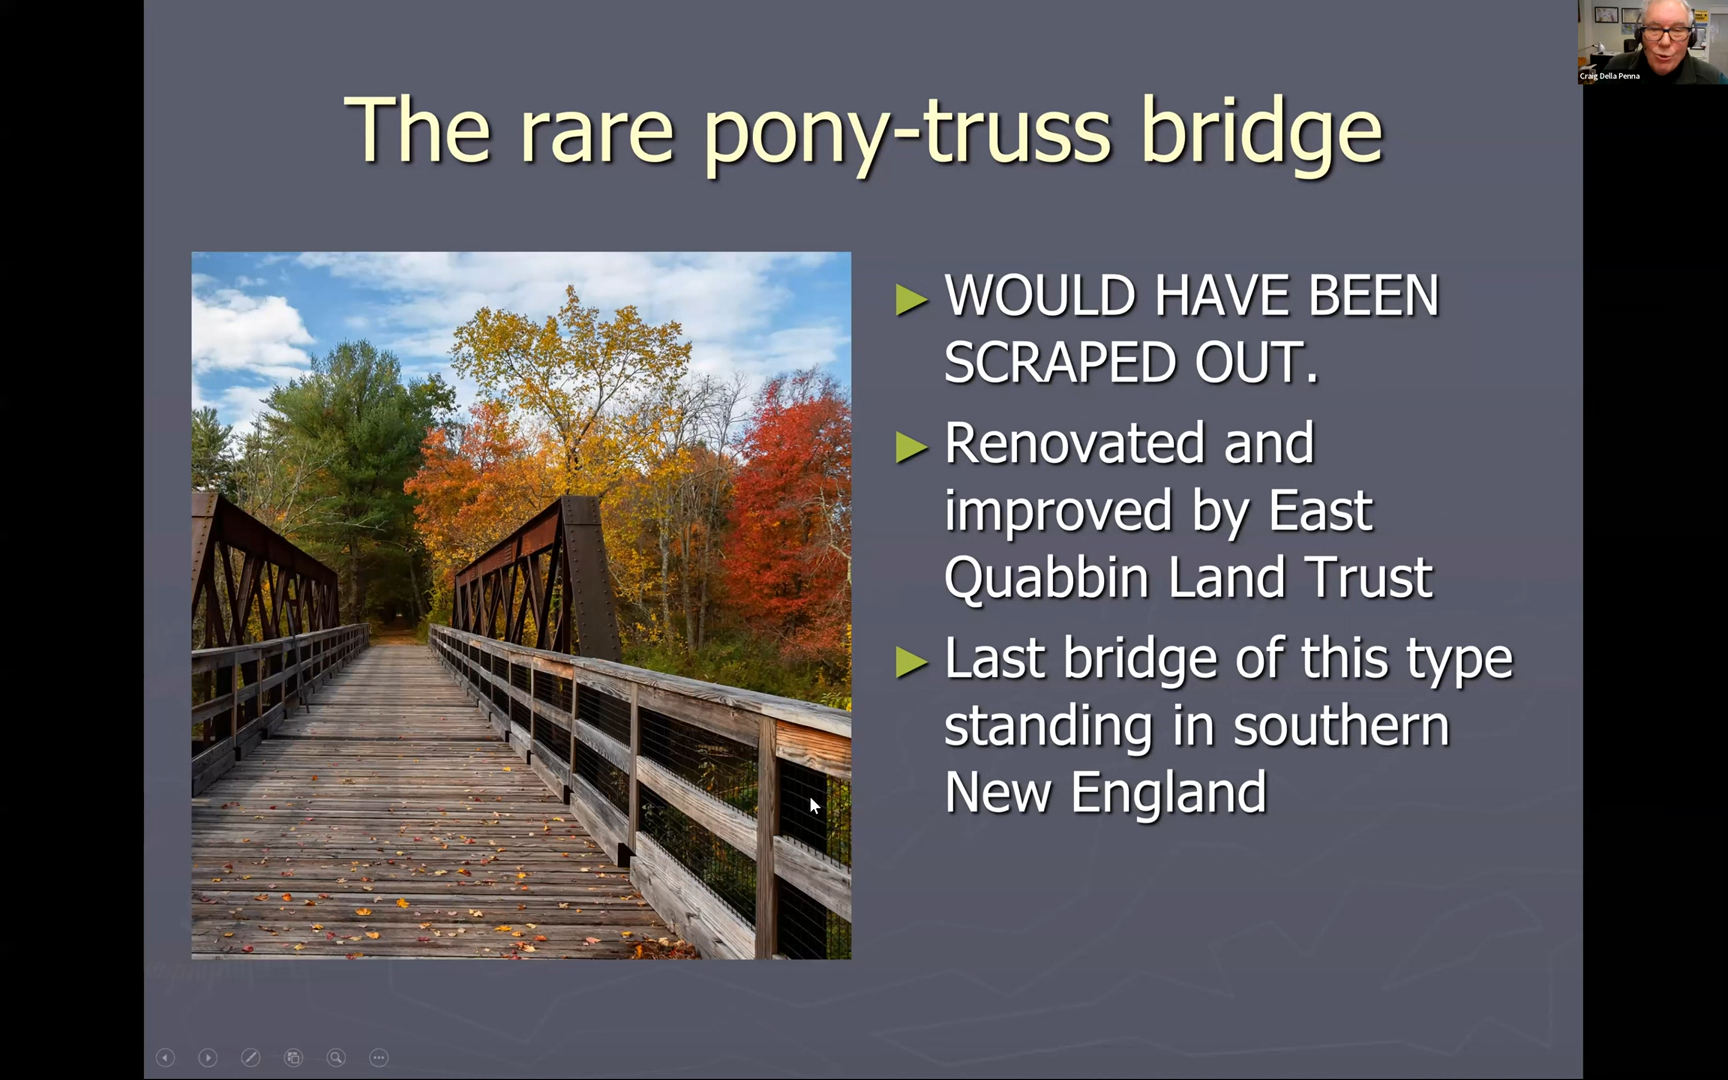 The rare pony-truss bridge
WOULD HAVE BEEN
SCRAPED OUT.
Renovated and
improved by East
Quabbin Land Trust
Last bridge of this type
standing in southern
New England
Craig Della Penna